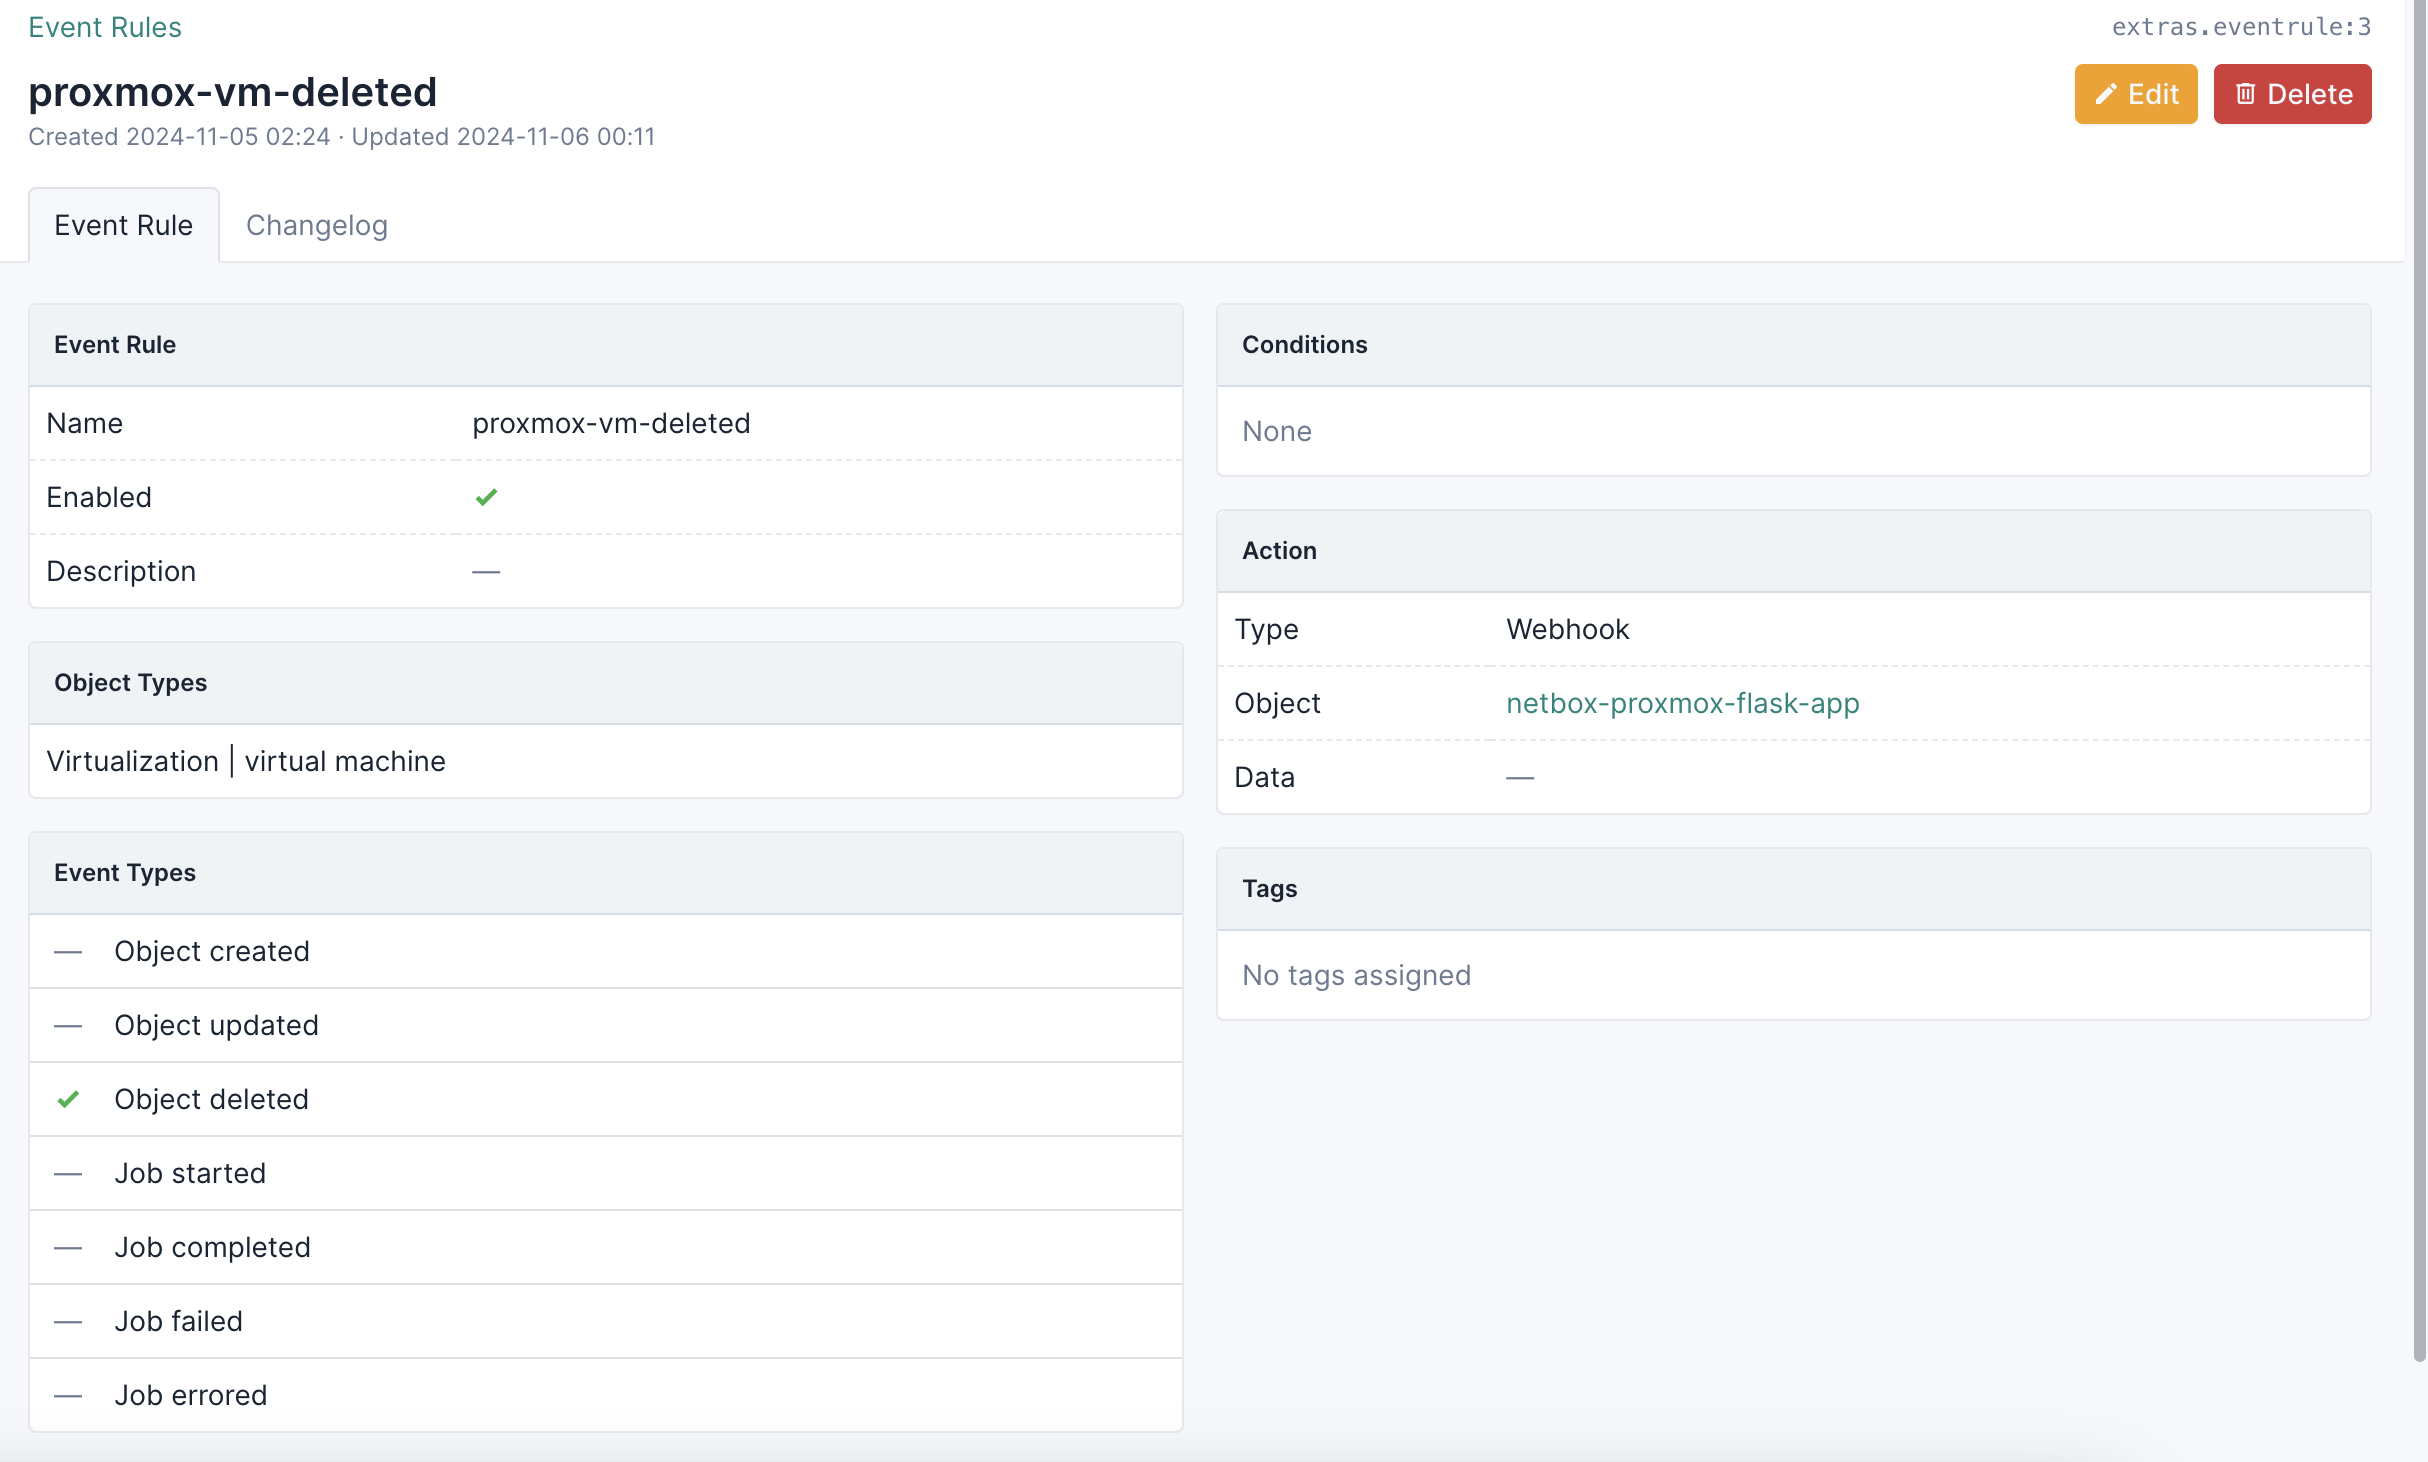 Event Rules
extras.eventrule:3
proxmox-vm-deleted
Edit
Delete
Created 2024-11-05 02:24 · Updated 2024-11-06 00:11
Event Rule
Changelog
Event Rule
Name proxmox-vm-deleted
Enabled
Description —
Object Types
Virtualization | virtual machine
Event Types
— Object created
— Object updated
Object deleted
— Job started
— Job completed
— Job failed
— Job errored
Conditions
None
Action
Type Webhook
Object netbox-proxmox-flask-app
Data —
Tags
No tags assigned